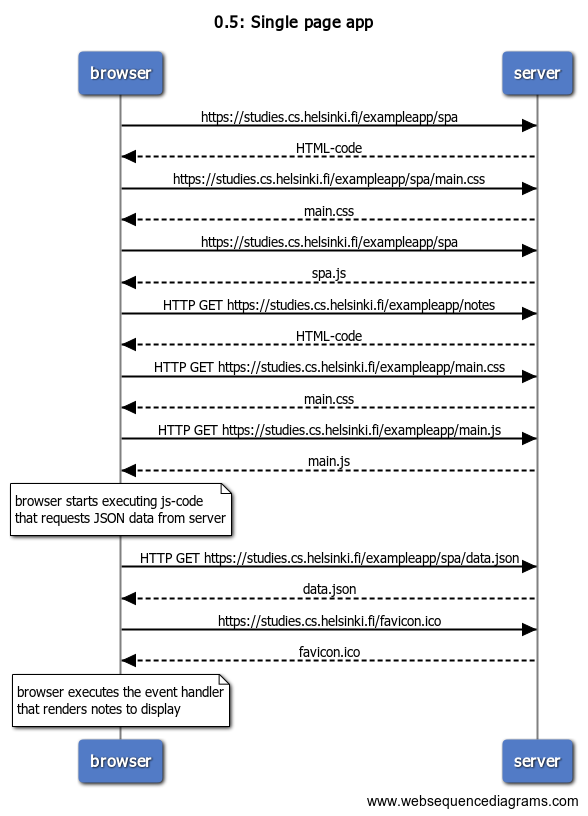 0.5: Single page app
browser
server
https://studies.cs.helsinki.fi/exampleapp/spa
HTML-code
https://studies.cs.helsinki.fi/exampleapp/spa/main.css
main.css
https://studies.cs.helsinki.fi/exampleapp/spa
spa.js
HTTP GET https://studies.cs.helsinki.fi/exampleapp/notes
HTML-code
HTTP GET https://studies.cs.helsinki.fi/exampleapp/main.css
main.css
HTTP GET https://studies.cs.helsinki.fi/exampleapp/main.js
main.js
browser starts executing js-code
that requests JSON data from server
HTTP GET https://studies.cs.helsinki.fi/exampleapp/spa/data.json
data.json
https://studies.cs.helsinki.fi/favicon.ico
favicon.ico
browser executes the event handler
that renders notes to display
browser
server
www.websequencediagrams.com